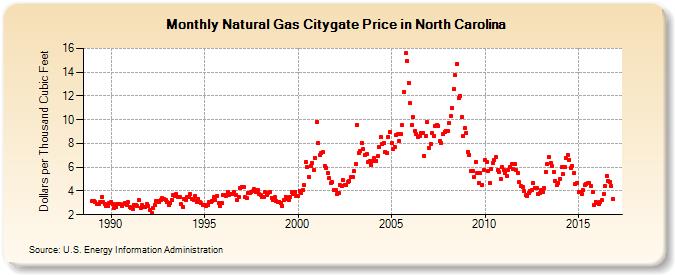 Monthly Natural Gas Citygate Price in North Carolina
Dollars per Thousand Cubic Feet
16
14
12
10
8
6
4
2
1990 1995 2000 2005 2010 2015
Source: U.S. Energy Information Administration